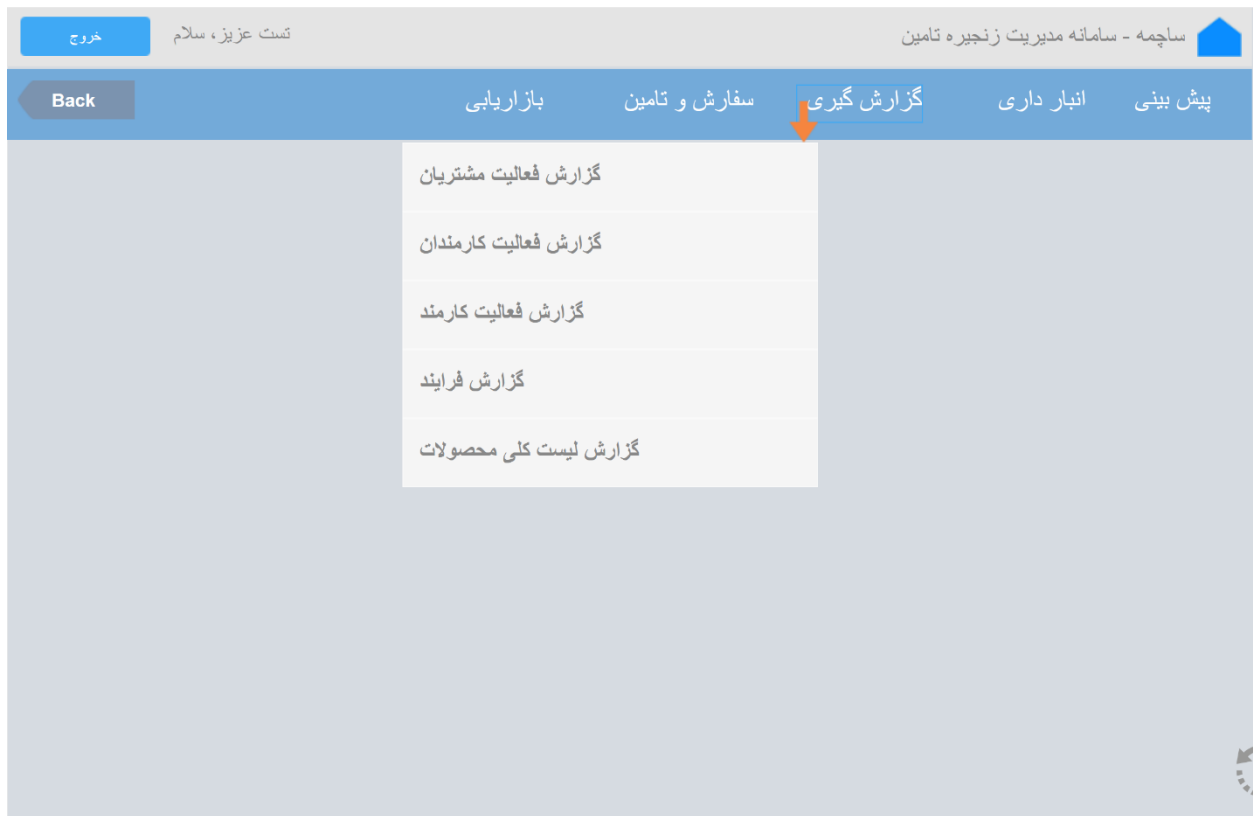 ساچمه - سامانه مدیریت زنجیره تامین
تست عزیز، سلام
خروج
پیش بینی
انبار داری
گزارش گیری
سفارش و تامین
بازاریابی
Back
گزارش فعالیت مشتریان
گزارش فعالیت کارمندان
گزارش فعالیت کارمند
گزارش فرایند
گزارش لیست کلی محصولات